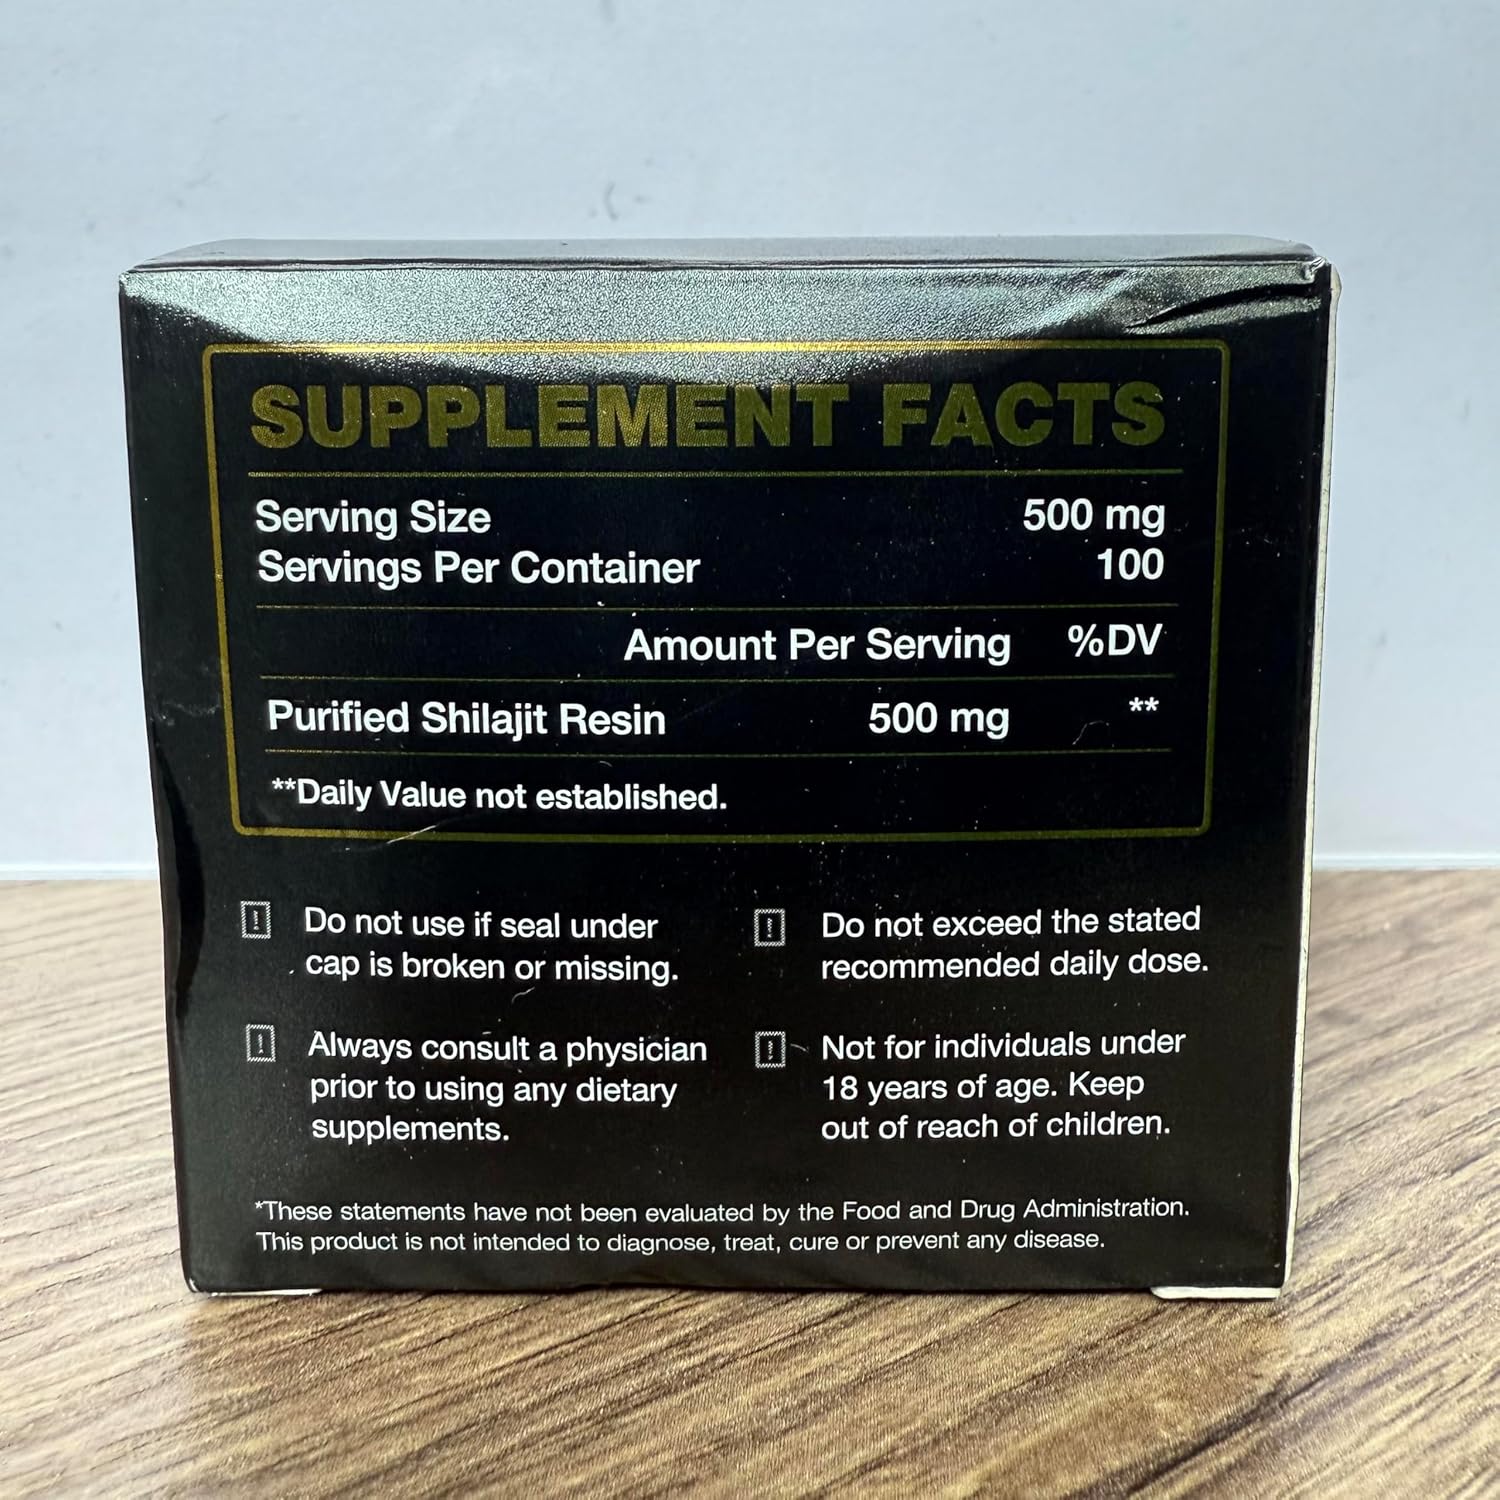 SUPPLEMENT FACTS
Serving Size 500 mg
Servings Per Container 100
Amount Per Serving %DV
Purified Shilajit Resin 500 mg **
**Daily Value not established.
Do not use if seal under
cap is broken or missing.
Do not exceed the stated
recommended daily dose.
Always consult a physician
prior to using any dietary
supplements.
Not for individuals under
18 years of age. Keep
out of reach of children.
*These statements have not been evaluated by the Food and Drug Administration.
This product is not intended to diagnose, treat, cure or prevent any disease.